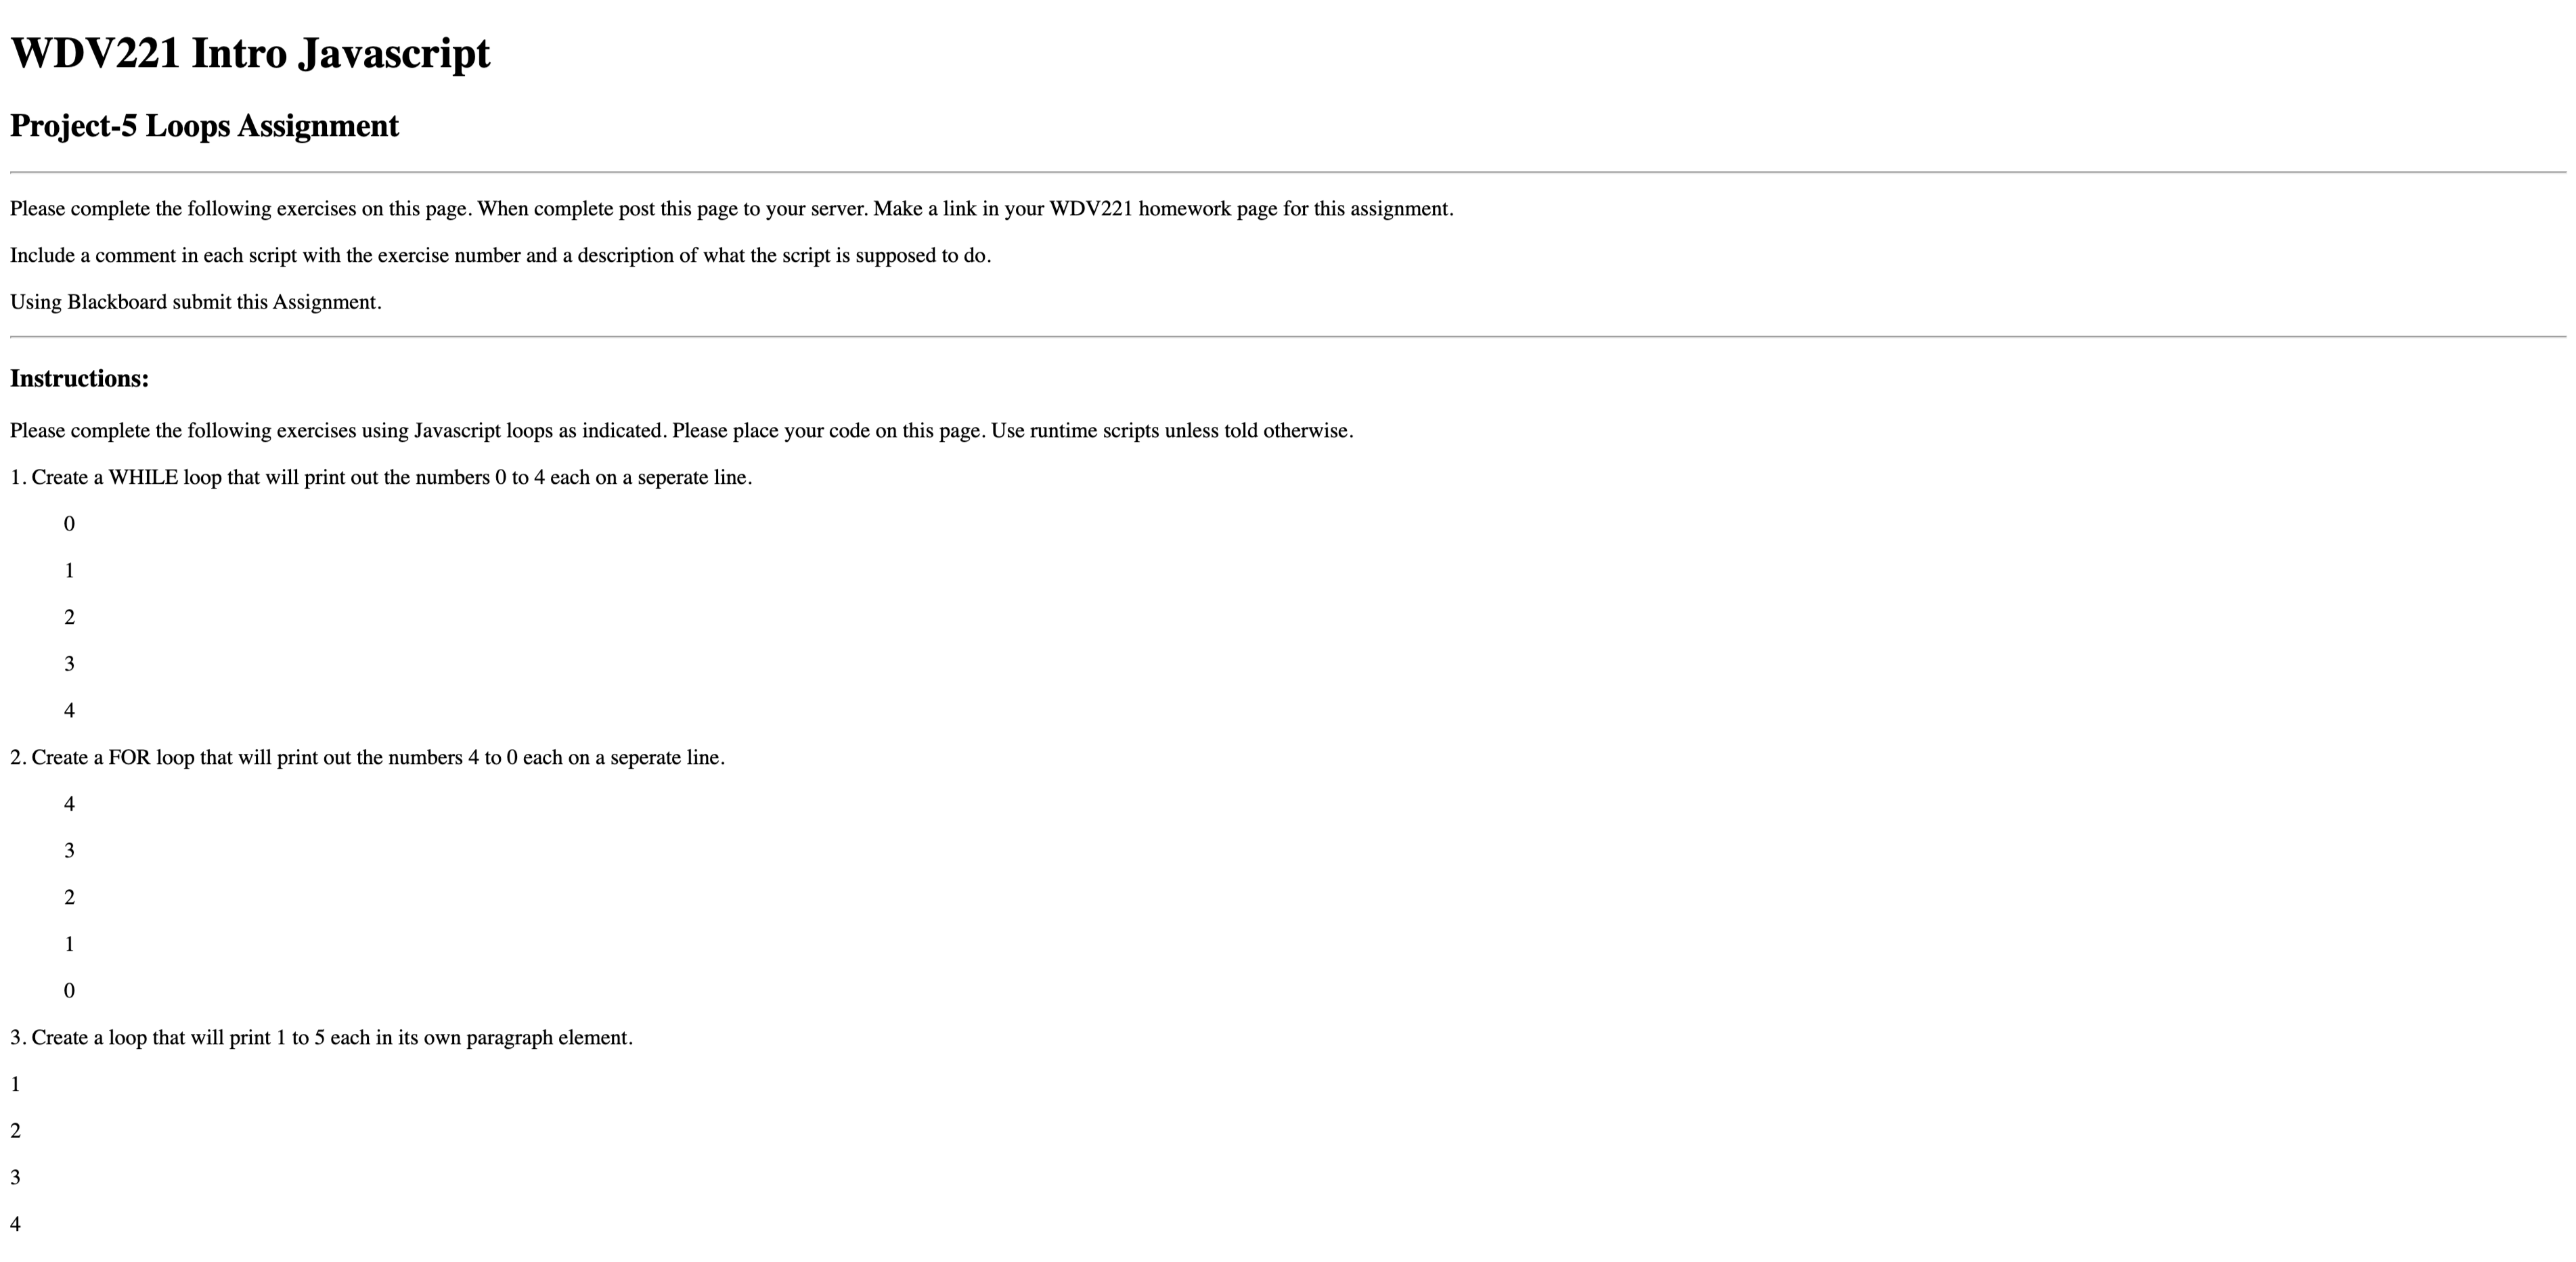 WDV221 Intro Javascript
Project-5 Loops Assignment
Please complete the following exercises on this page. When complete post this page to your server. Make a link in your WDV221 homework page for this assignment.
Include a comment in each script with the exercise number and a description of what the script is supposed to do.
Using Blackboard submit this Assignment.
Instructions:
Please complete the following exercises using Javascript loops as indicated. Please place your code on this page. Use runtime scripts unless told otherwise.
1. Create a WHILE loop that will print out the numbers 0 to 4 each on a seperate line.
0
1
2
3
4
2. Create a FOR loop that will print out the numbers 4 to 0 each on a seperate line.
4
3
2
1
0
3. Create a loop that will print 1 to 5 each in its own paragraph element.
1
2
3
4